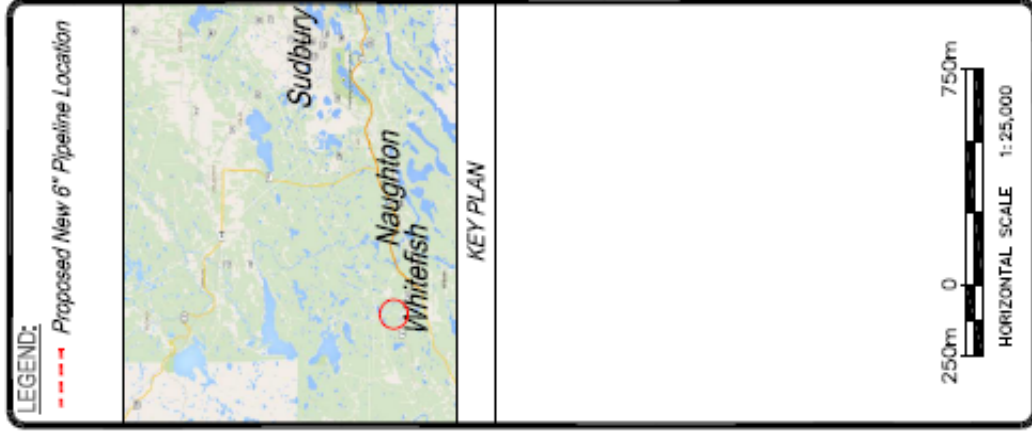 LEGEND:
Proposed New 6" Pipeline Location
Sudbury
Naughton
Whitefish
KEY PLAN
250m 0 750m
HORIZONTAL SCALE 1:25,000